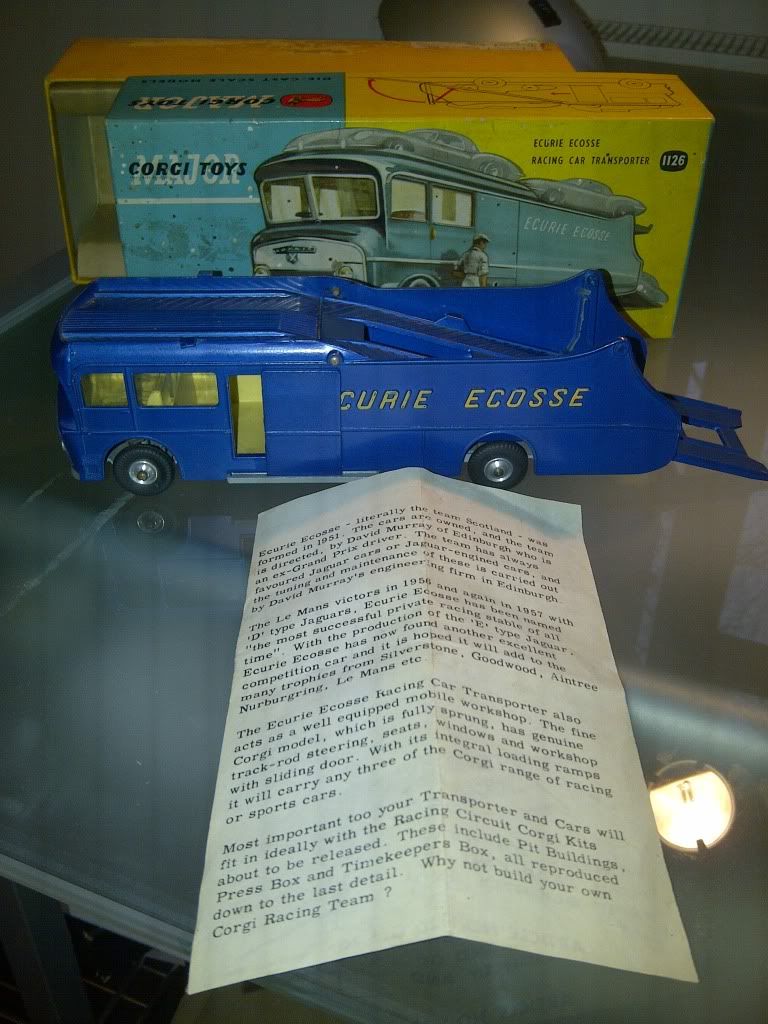 CORGI TOYS
MAJOR
DIE-CAST SCALE MODELS
CORGI TOYS
MAJOR
ECURIE ECOSSE
RACING CAR TRANSPORTER
1126
ECURIE ECOSSE
CURIE ECOSSE
Ecurie Ecosse - literally the team Scotland - was
formed in 1951. The cars are owned, and the team
is directed, by David Murray of Edinburgh who is
an ex-Grand Prix driver. The team has always
favoured Jaguar cars or Jaguar-engined cars, and
the tuning and maintenance of these is carried out
by David Murray's engineering firm in Edinburgh.
The Le Mans victors in 1956 and again in 1957 with
'D' type Jaguars, Ecurie Ecosse has been named
"the most successful private racing stable of all
time". With the production of the 'E' type Jaguar,
Ecurie Ecosse has now found another excellent
competition car and it is hoped it will add to the
many trophies from Silverstone, Goodwood, Aintree
Nurburgring, Le Mans etc.
The Ecurie Ecosse Racing Car Transporter also
acts as a well equipped mobile workshop. The fine
Corgi model, which is fully sprung, has genuine
track-rod steering, seats, windows and workshop
with sliding door. With its integral loading ramps
it will carry any three of the Corgi range of racing
or sports cars.
Most important too your Transporter and Cars will
fit in ideally with the Racing Circuit Corgi Kits
about to be released. These include Pit Buildings,
Press Box and Timekeepers Box, all reproduced
down to the last detail. Why not build your own
Corgi Racing Team ?